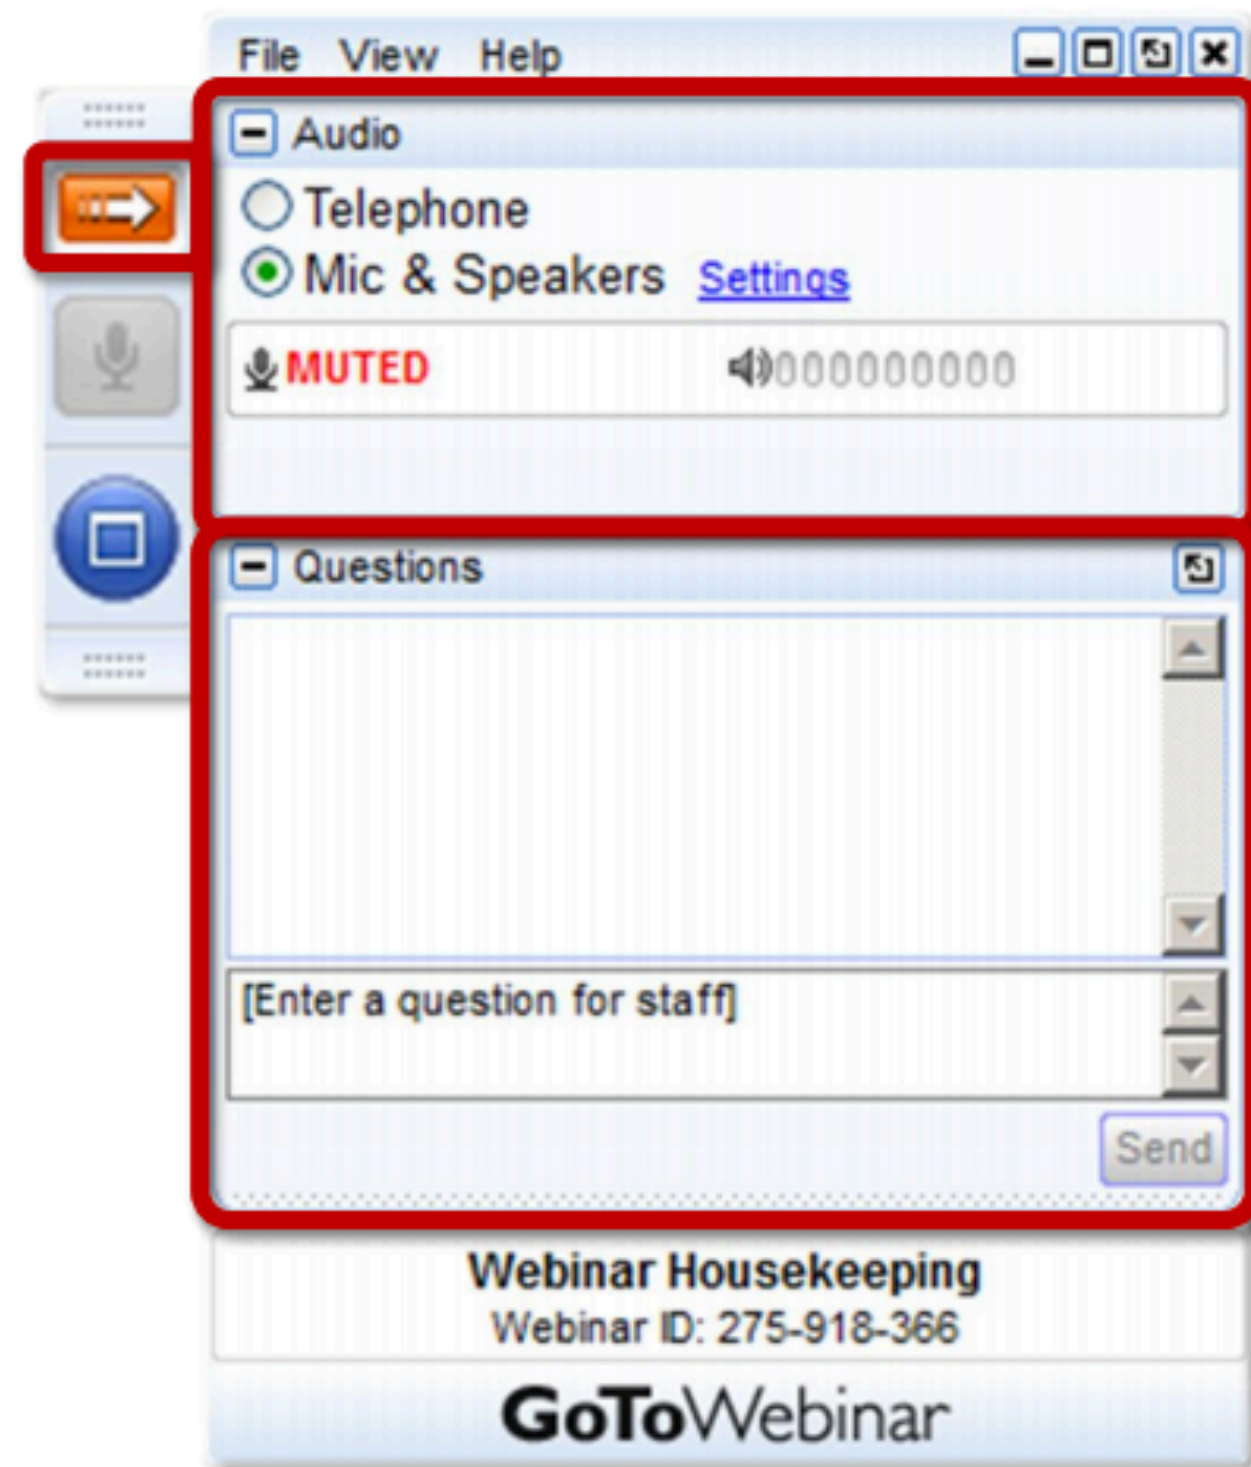 File View Help
Audio
Telephone
Mic & Speakers Settings
MUTED
Questions
[Enter a question for staff]
Send
Webinar Housekeeping
Webinar ID: 275-918-366
GoToWebinar